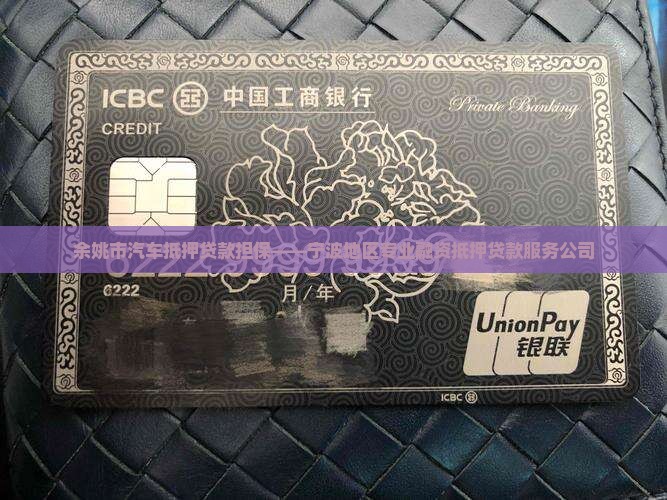 ICBC 中国工商银行
Private Banking
CREDIT
余姚市汽车抵押贷款担保——宁波地区专业融资抵押贷款服务公司
6222
月/年
UnionPay
银联
ICBC